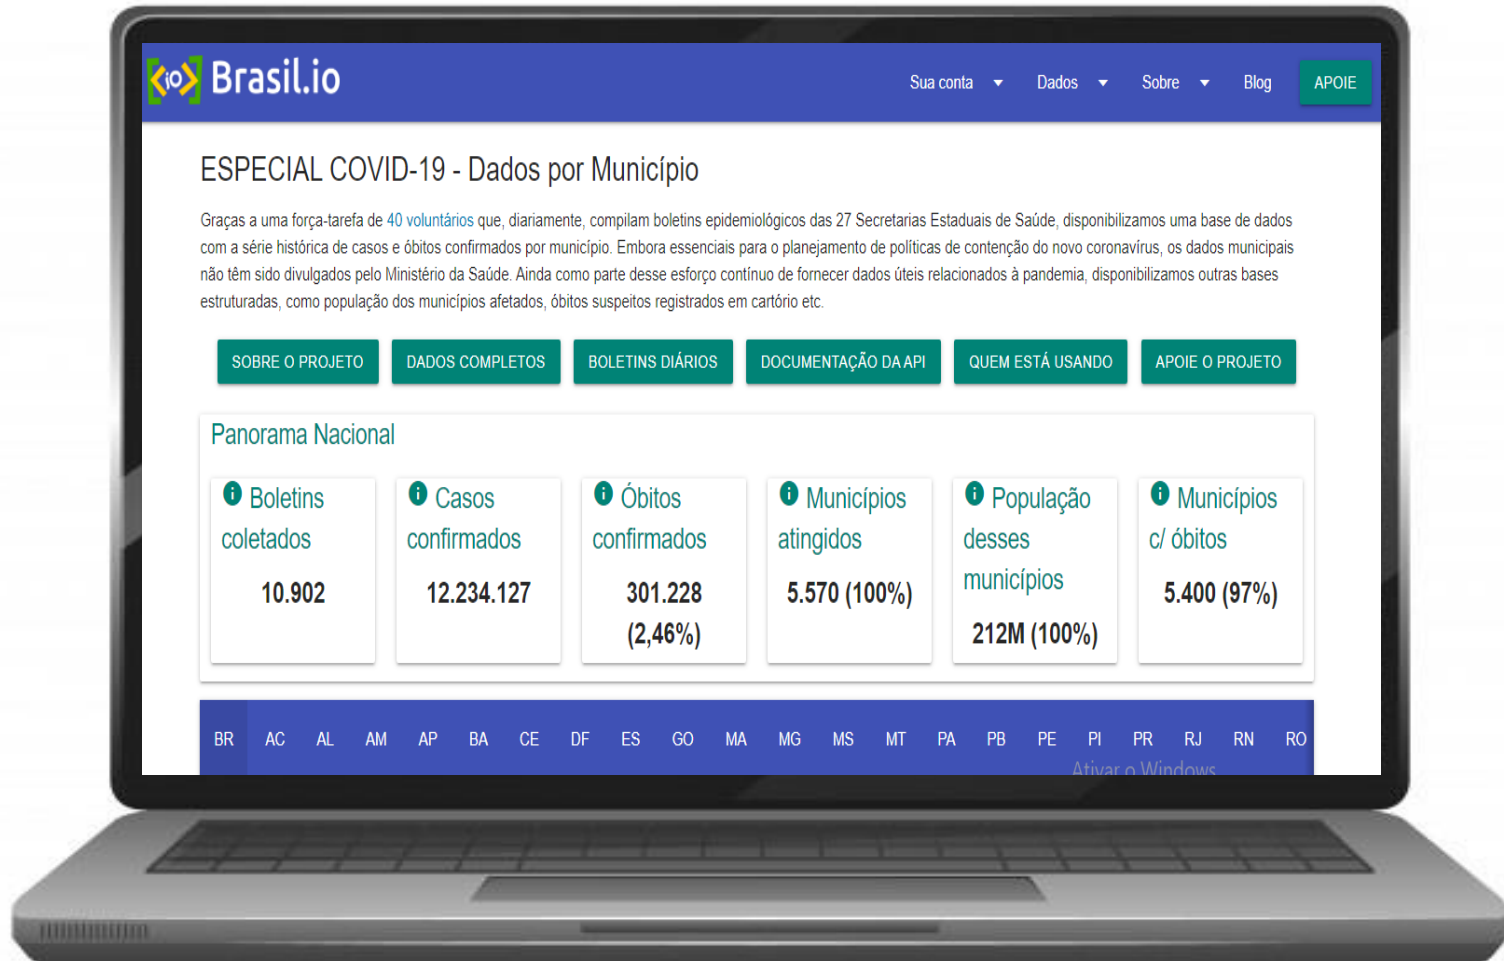 <io> Brasil.io
Sua conta Dados Sobre Blog APOIE
ESPECIAL COVID-19 - Dados por Município
Graças a uma força-tarefa de 40 voluntários que, diariamente, compilam boletins epidemiológicos das 27 Secretarias Estaduais de Saúde, disponibilizamos uma base de dados
com a série histórica de casos e óbitos confirmados por município. Embora essenciais para o planejamento de políticas de contenção do novo coronavírus, os dados municipais
não têm sido divulgados pelo Ministério da Saúde. Ainda como parte desse esforço contínuo de fornecer dados úteis relacionados à pandemia, disponibilizamos outras bases
estruturadas, como população dos municípios afetados, óbitos suspeitos registrados em cartório etc.
SOBRE O PROJETO DADOS COMPLETOS BOLETINS DIÁRIOS DOCUMENTAÇÃO DA API QUEM ESTÁ USANDO APOIE O PROJETO
Panorama Nacional
Boletins
coletados
10.902
Casos
confirmados
12.234.127
Óbitos
confirmados
301.228
(2,46%)
Municípios
atingidos
5.570 (100%)
População
desses
municípios
212M (100%)
Municípios
c/ óbitos
5.400 (97%)
BR AC AL AM AP BA CE DF ES GO MA MG MS MT PA PB PE PI PR RJ RN RO
Ativar o Windows